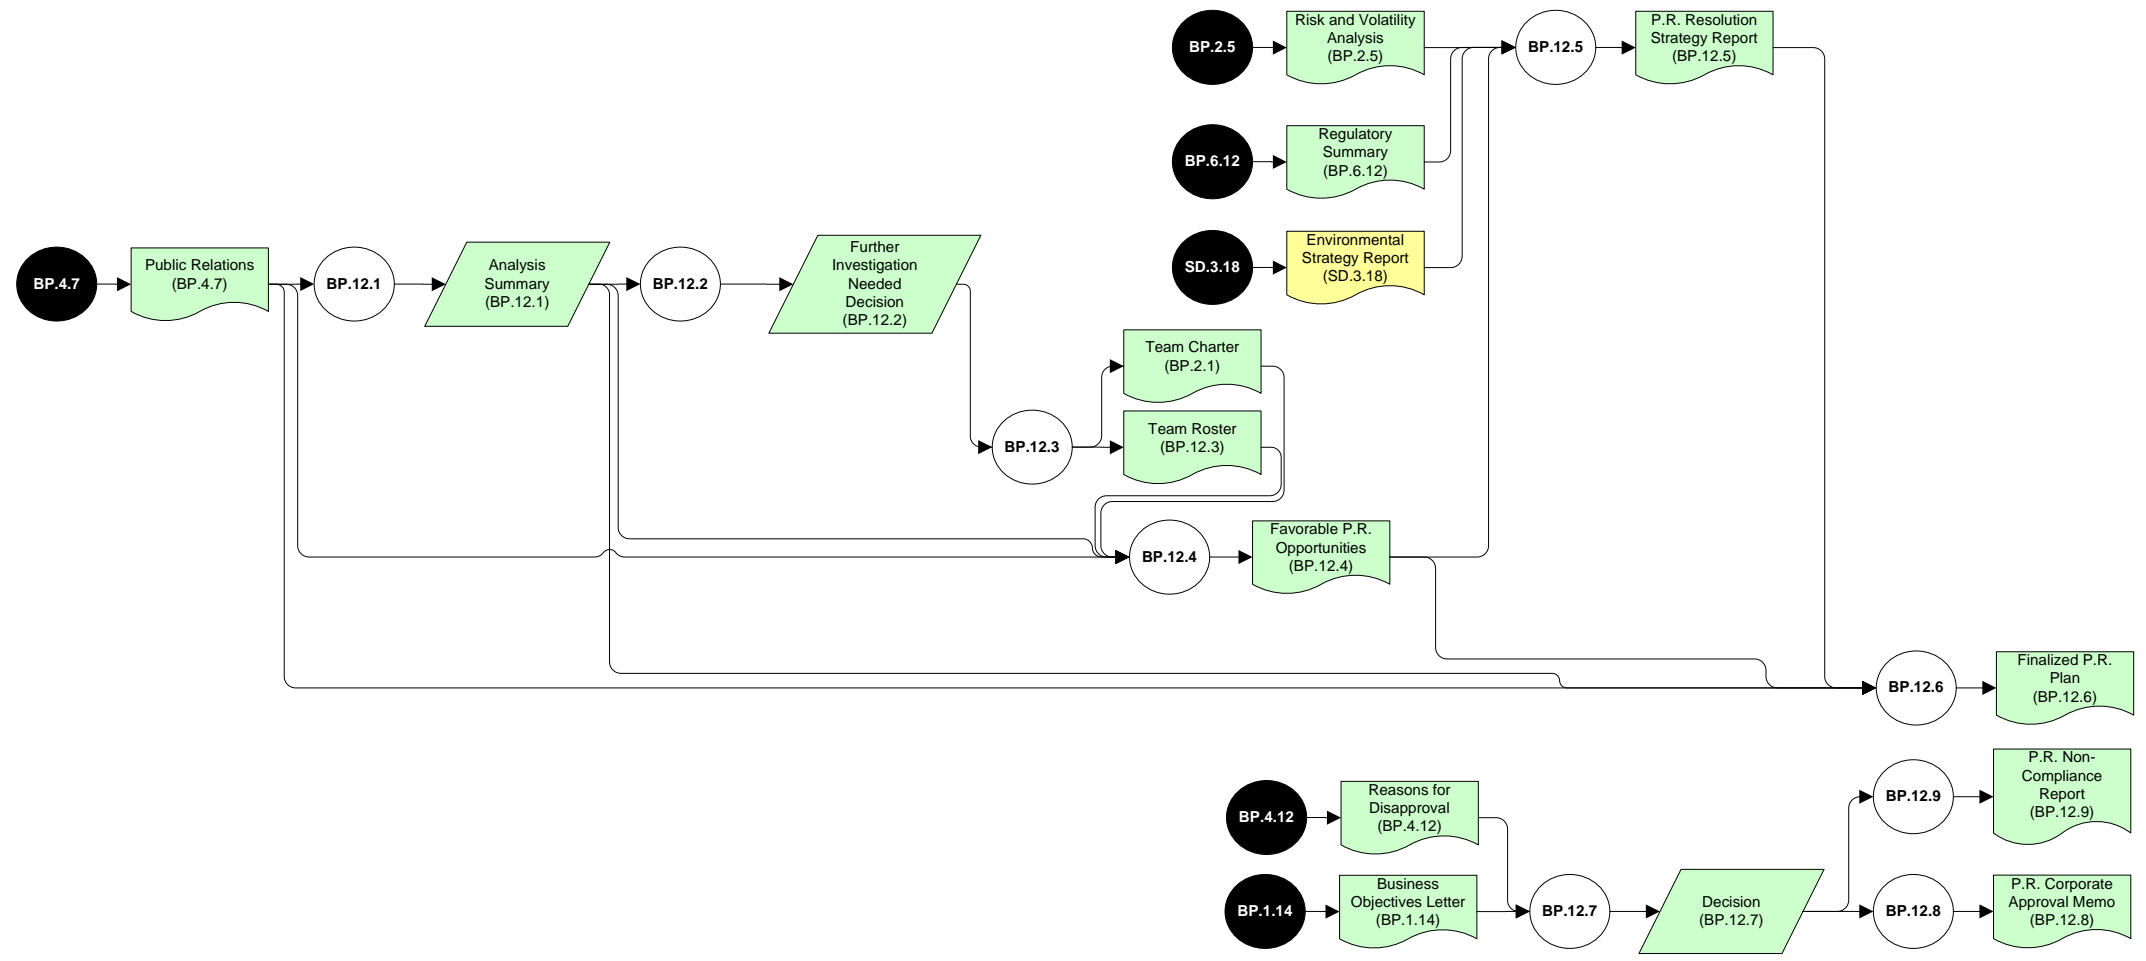 BP.2.5
Risk and Volatility
Analysis
(BP.2.5)
BP.12.5
P.R. Resolution
Strategy Report
(BP.12.5)
BP.6.12
Regulatory
Summary
(BP.6.12)
SD.3.18
Environmental
Strategy Report
(SD.3.18)
BP.4.7
Public Relations
(BP.4.7)
BP.12.1
Analysis
Summary
(BP.12.1)
BP.12.2
Further
Investigation
Needed
Decision
(BP.12.2)
BP.12.3
Team Charter
(BP.2.1)
Team Roster
(BP.12.3)
BP.12.4
Favorable P.R.
Opportunities
(BP.12.4)
BP.12.6
Finalized P.R.
Plan
(BP.12.6)
BP.4.12
Reasons for
Disapproval
(BP.4.12)
BP.12.9
P.R. Non-
Compliance
Report
(BP.12.9)
BP.1.14
Business
Objectives Letter
(BP.1.14)
BP.12.7
Decision
(BP.12.7)
BP.12.8
P.R. Corporate
Approval Memo
(BP.12.8)